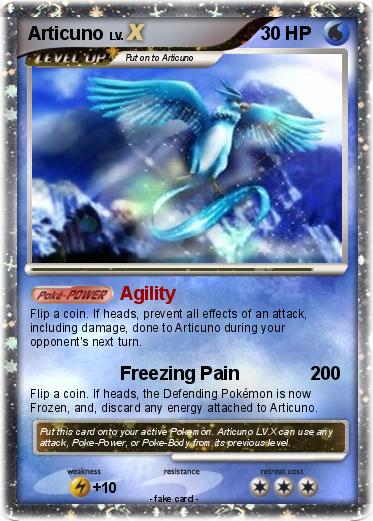 Articuno LV. X 30 HP
LEVEL-UP Put on to Articuno
Poké-POWER Agility
Flip a coin. If heads, prevent all effects of an attack,
including damage, done to Articuno during your
opponent's next turn.
Freezing Pain 200
Flip a coin. If heads, the Defending Pokémon is now
Frozen, and, discard any energy attached to Articuno.
Put this card onto your active Pokemon. Articuno LV.X can use any
attack, Poke-Power, or Poke-Body from its previous level.
weakness resistance retreat cost
+10
- fake card -